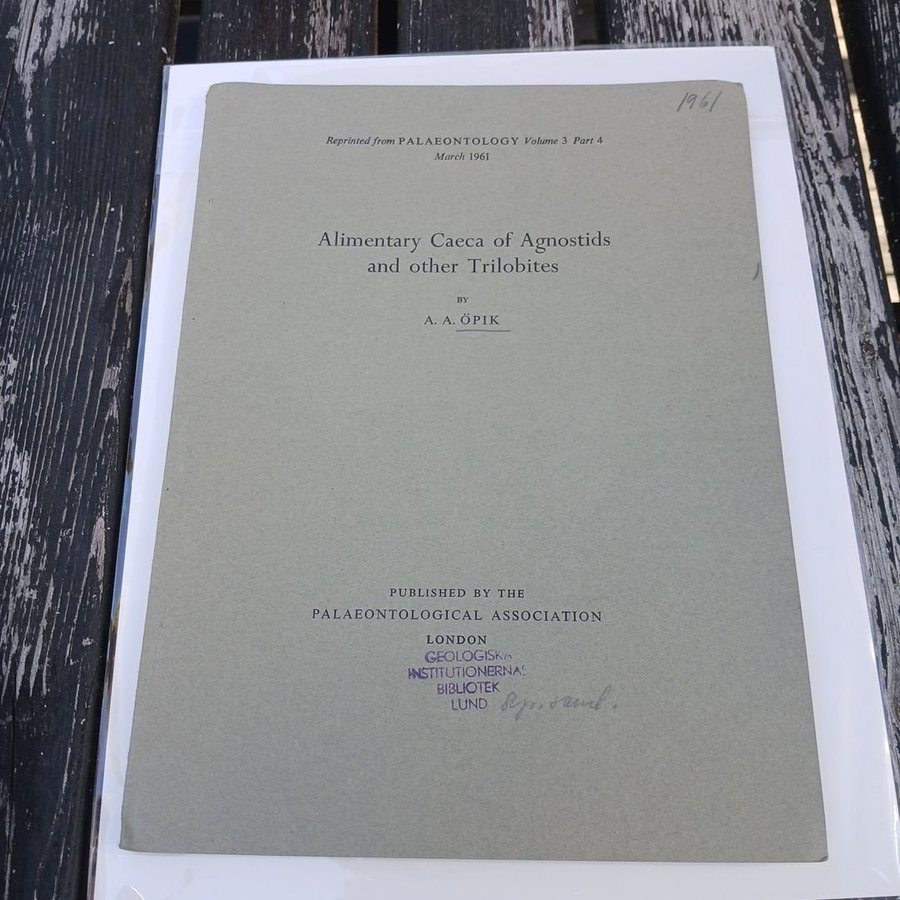 1961
Reprinted from PALAEONTOLOGY Volume 3 Part 4
March 1961
Alimentary Caeca of Agnostids
and other Trilobites
BY
A. A. ÖPIK
PUBLISHED BY THE
PALAEONTOLOGICAL ASSOCIATION
LONDON
GEOLOGISKA
INSTITUTIONERNAS
BIBLIOTEK
LUND